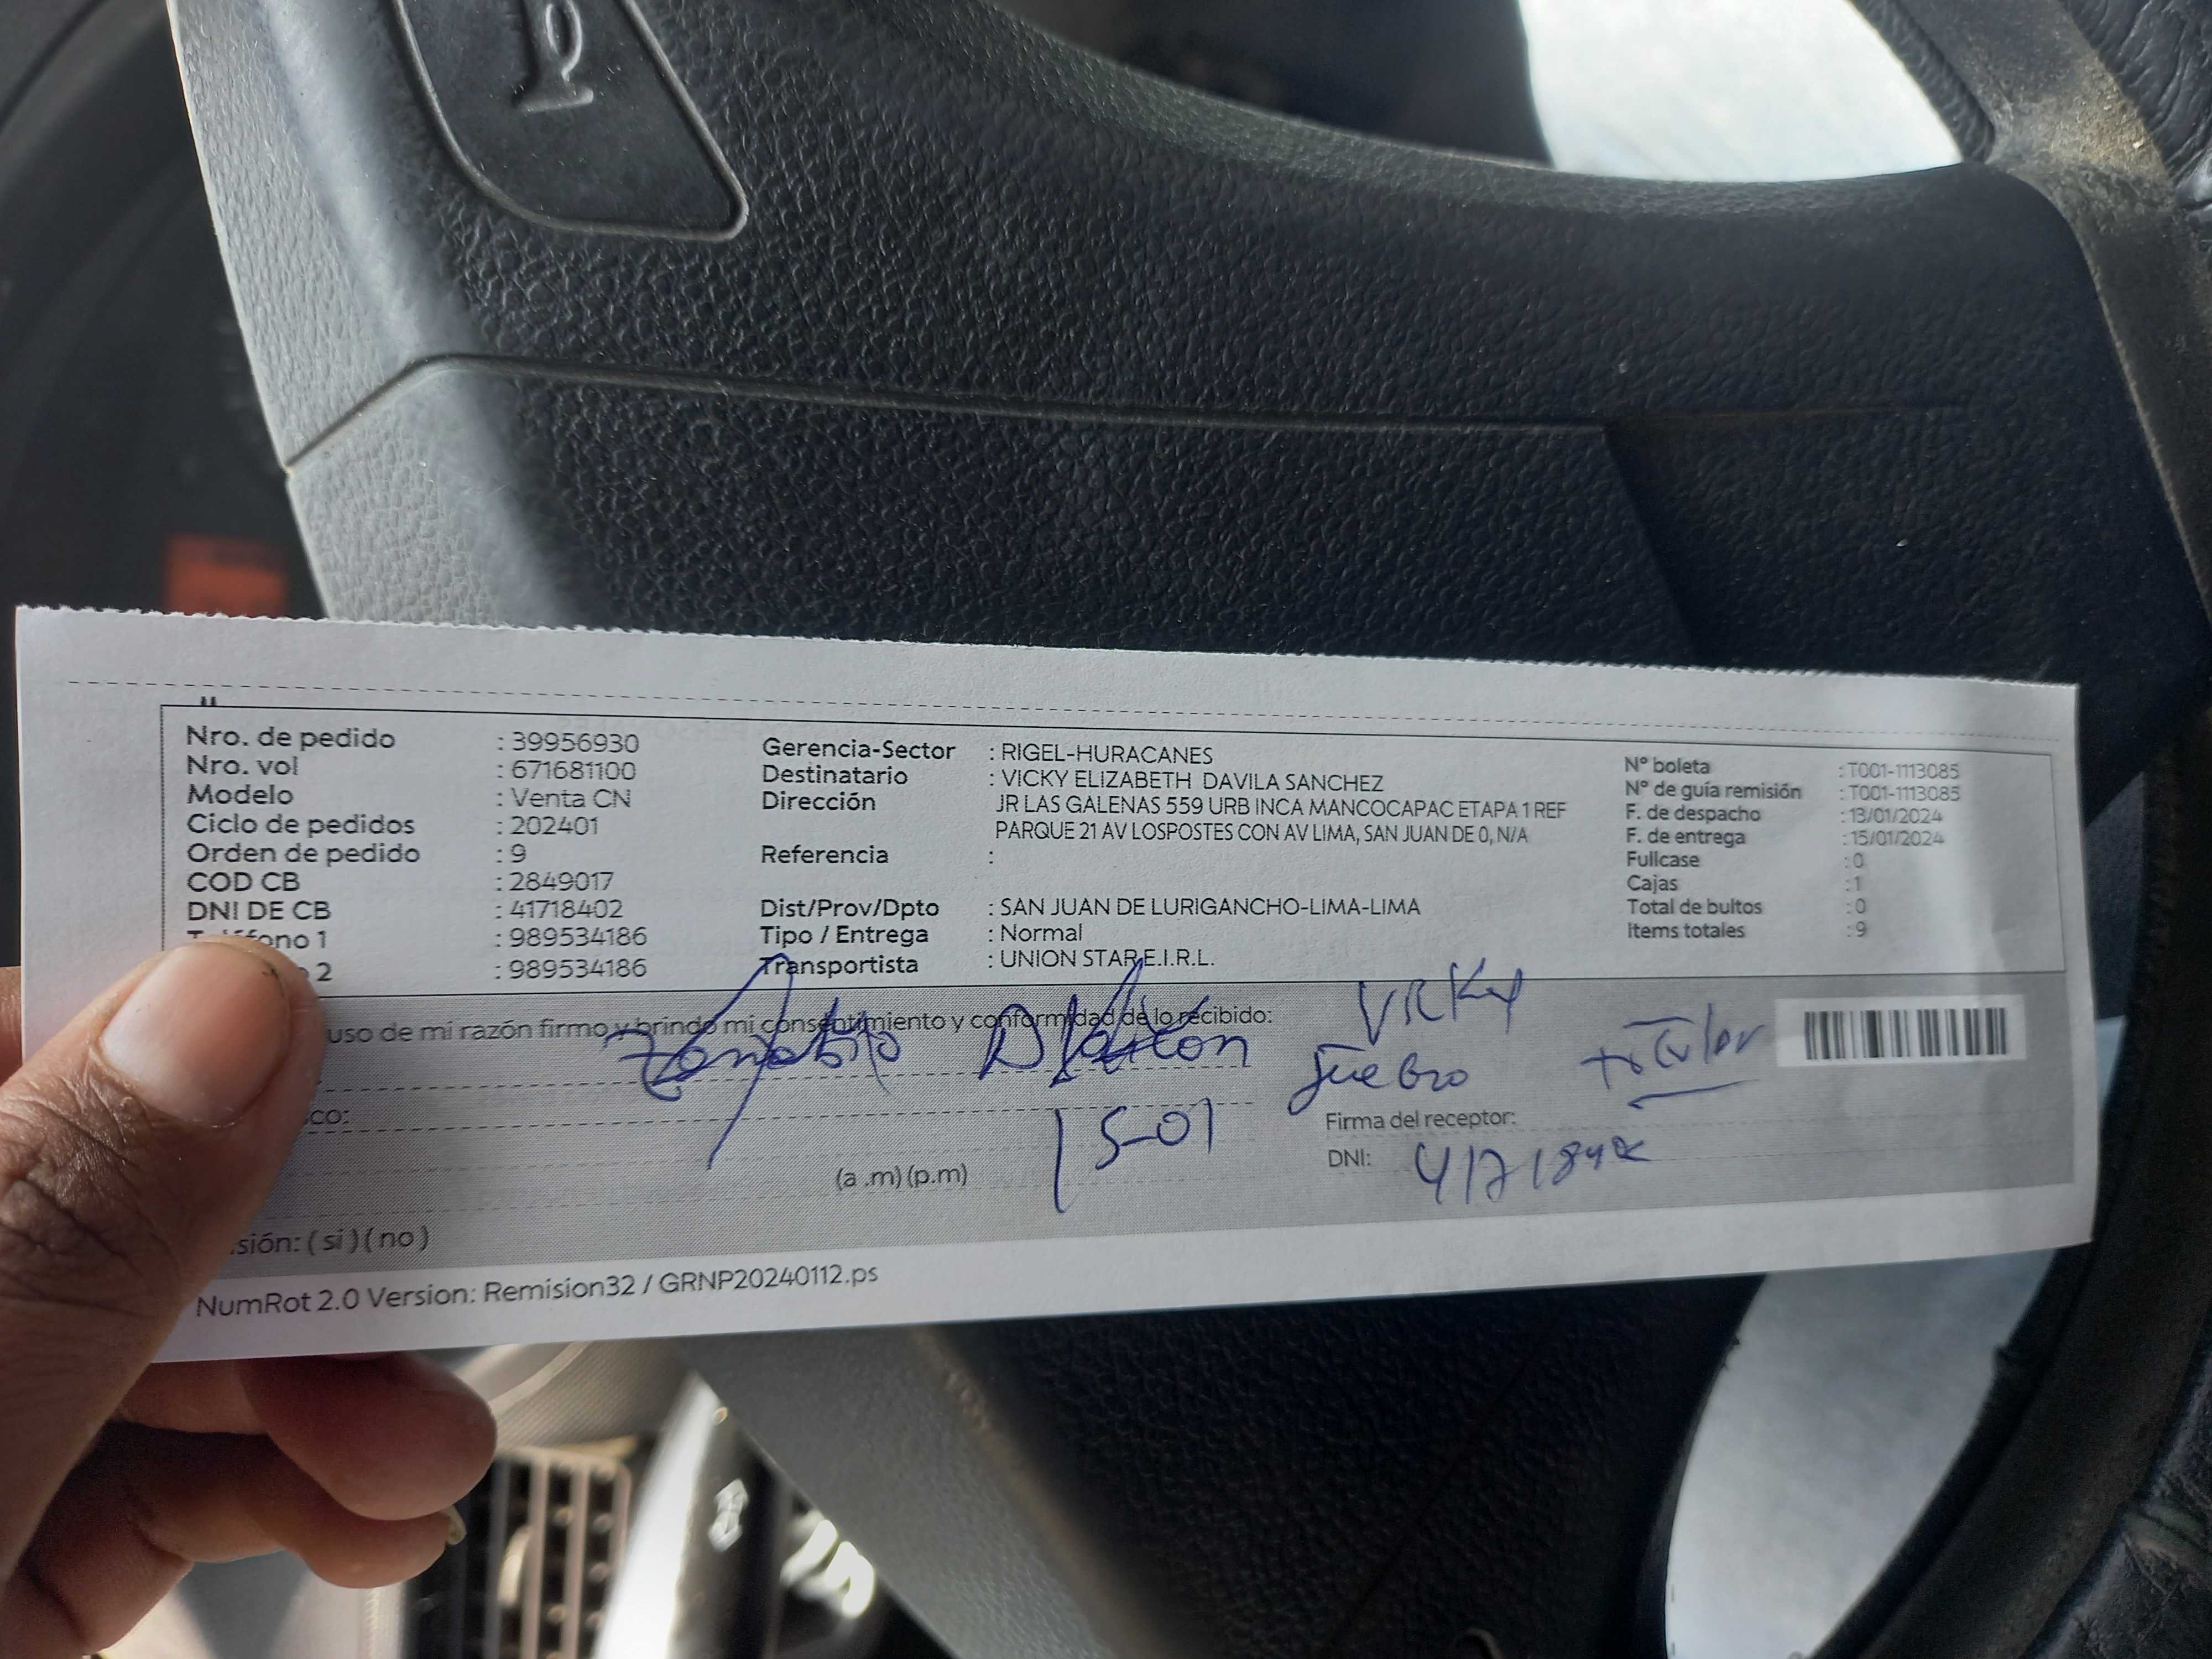 Nro. de pedido : 39956930
Nro. vol : 671681100
Modelo : Venta CN
Ciclo de pedidos : 202401
Orden de pedido : 9
COD CB : 2849017
DNI DE CB : 41718402
fono 1 : 989534186
2 : 989534186
Gerencia-Sector : RIGEL-HURACANES
Destinatario : VICKY ELIZABETH DAVILA SANCHEZ
Dirección JR LAS GALENAS 559 URB INCA MANCOCAPAC ETAPA 1 REF
PARQUE 21 AV LOSPOSTES CON AV LIMA, SAN JUAN DE 0, N/A
Referencia :
Dist/Prov/Dpto : SAN JUAN DE LURIGANCHO-LIMA-LIMA
Tipo / Entrega : Normal
Transportista : UNION STAR E.I.R.L.
N° boleta : T001-1113085
N° de guía remisión : T001-1113085
F. de despacho : 13/01/2024
F. de entrega : 15/01/2024
Fullcase : 0
Cajas : 1
Total de bultos : 0
Items totales : 9
uso de mi razón firmo y brindo mi consentimiento y conformidad de lo recibido:
Vicky
titular
co:
15-01
Firma del receptor:
(a .m) (p.m)
DNI:
sión: ( si ) ( no )
NumRot 2.0 Version: Remision32 / GRNP20240112.ps